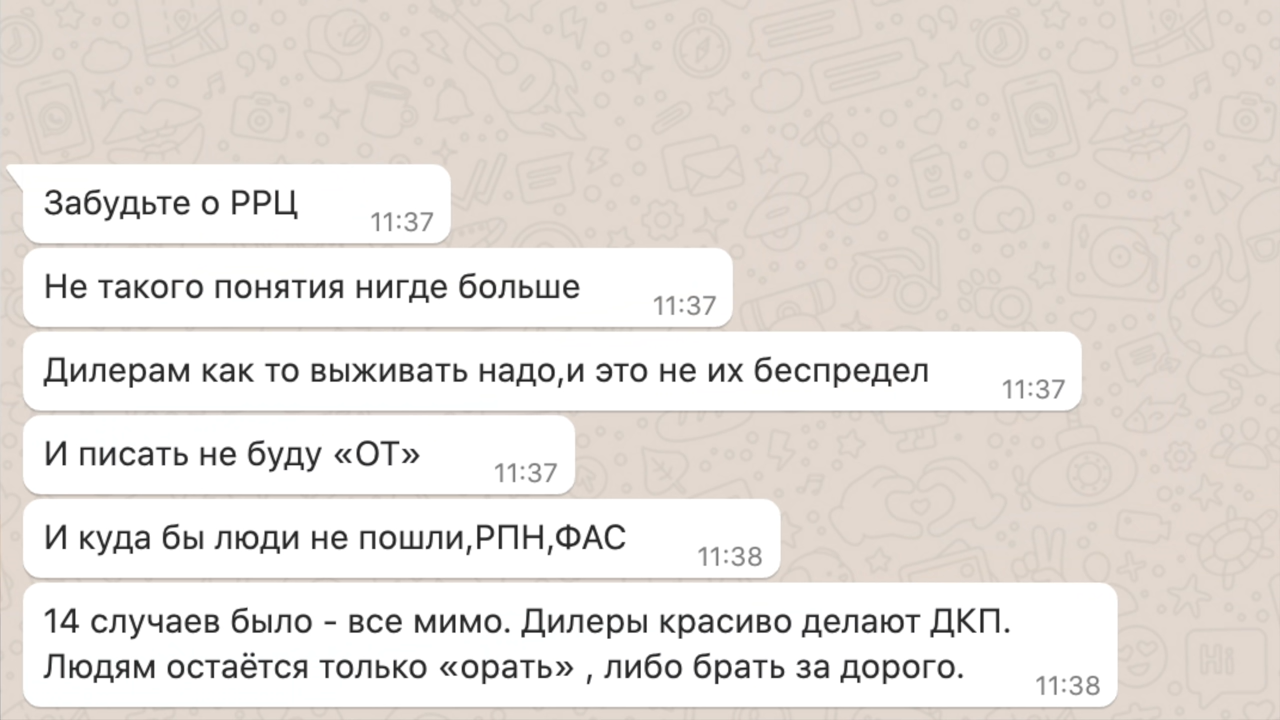 Забудьте о РРЦ
11:37
Не такого понятия нигде больше
11:37
Дилерам как то выживать надо,и это не их беспредел
11:37
И писать не буду «ОТ»
11:37
И куда бы люди не пошли,РПН,ФАС
11:38
14 случаев было - все мимо. Дилеры красиво делают ДКП.
Людям остаётся только «орать» , либо брать за дорого.
11:38
Hi